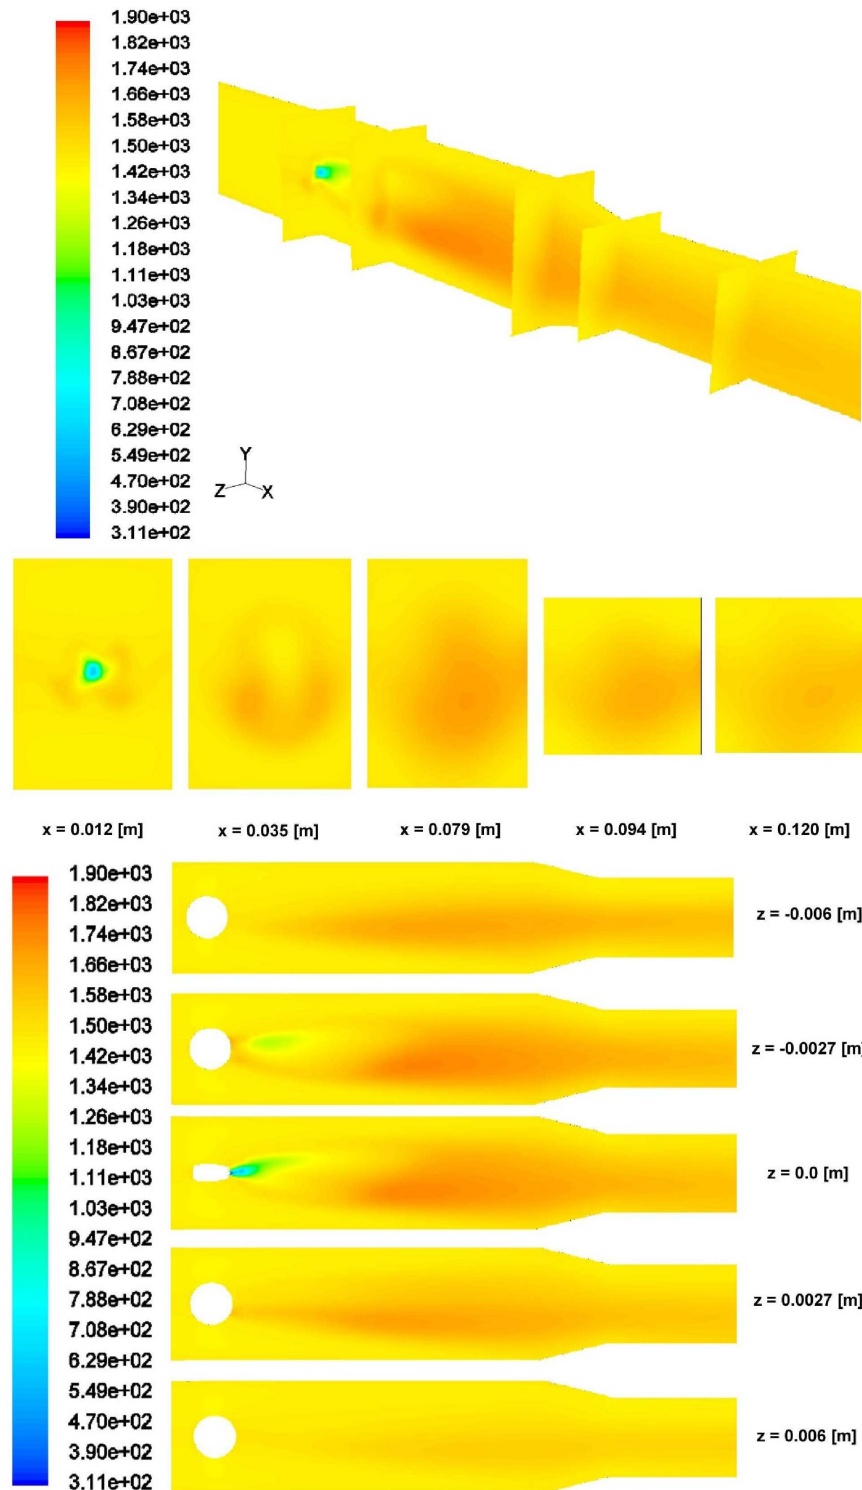 1.90e+03
1.82e+03
1.74e+03
1.66e+03
1.58e+03
1.50e+03
1.42e+03
1.34e+03
1.26e+03
1.18e+03
1.11e+03
1.03e+03
9.47e+02
8.67e+02
7.88e+02
7.08e+02
6.29e+02
5.49e+02
4.70e+02
3.90e+02
3.11e+02
Y
Z X
x = 0.012 [m] x = 0.035 [m] x = 0.079 [m] x = 0.094 [m] x = 0.120 [m]
1.90e+03
1.82e+03
1.74e+03
1.66e+03
1.58e+03
1.50e+03
1.42e+03
1.34e+03
1.26e+03
1.18e+03
1.11e+03
1.03e+03
9.47e+02
8.67e+02
7.88e+02
7.08e+02
6.29e+02
5.49e+02
4.70e+02
3.90e+02
3.11e+02
z = -0.006 [m]
z = -0.0027 [m]
z = 0.0 [m]
z = 0.0027 [m]
z = 0.006 [m]